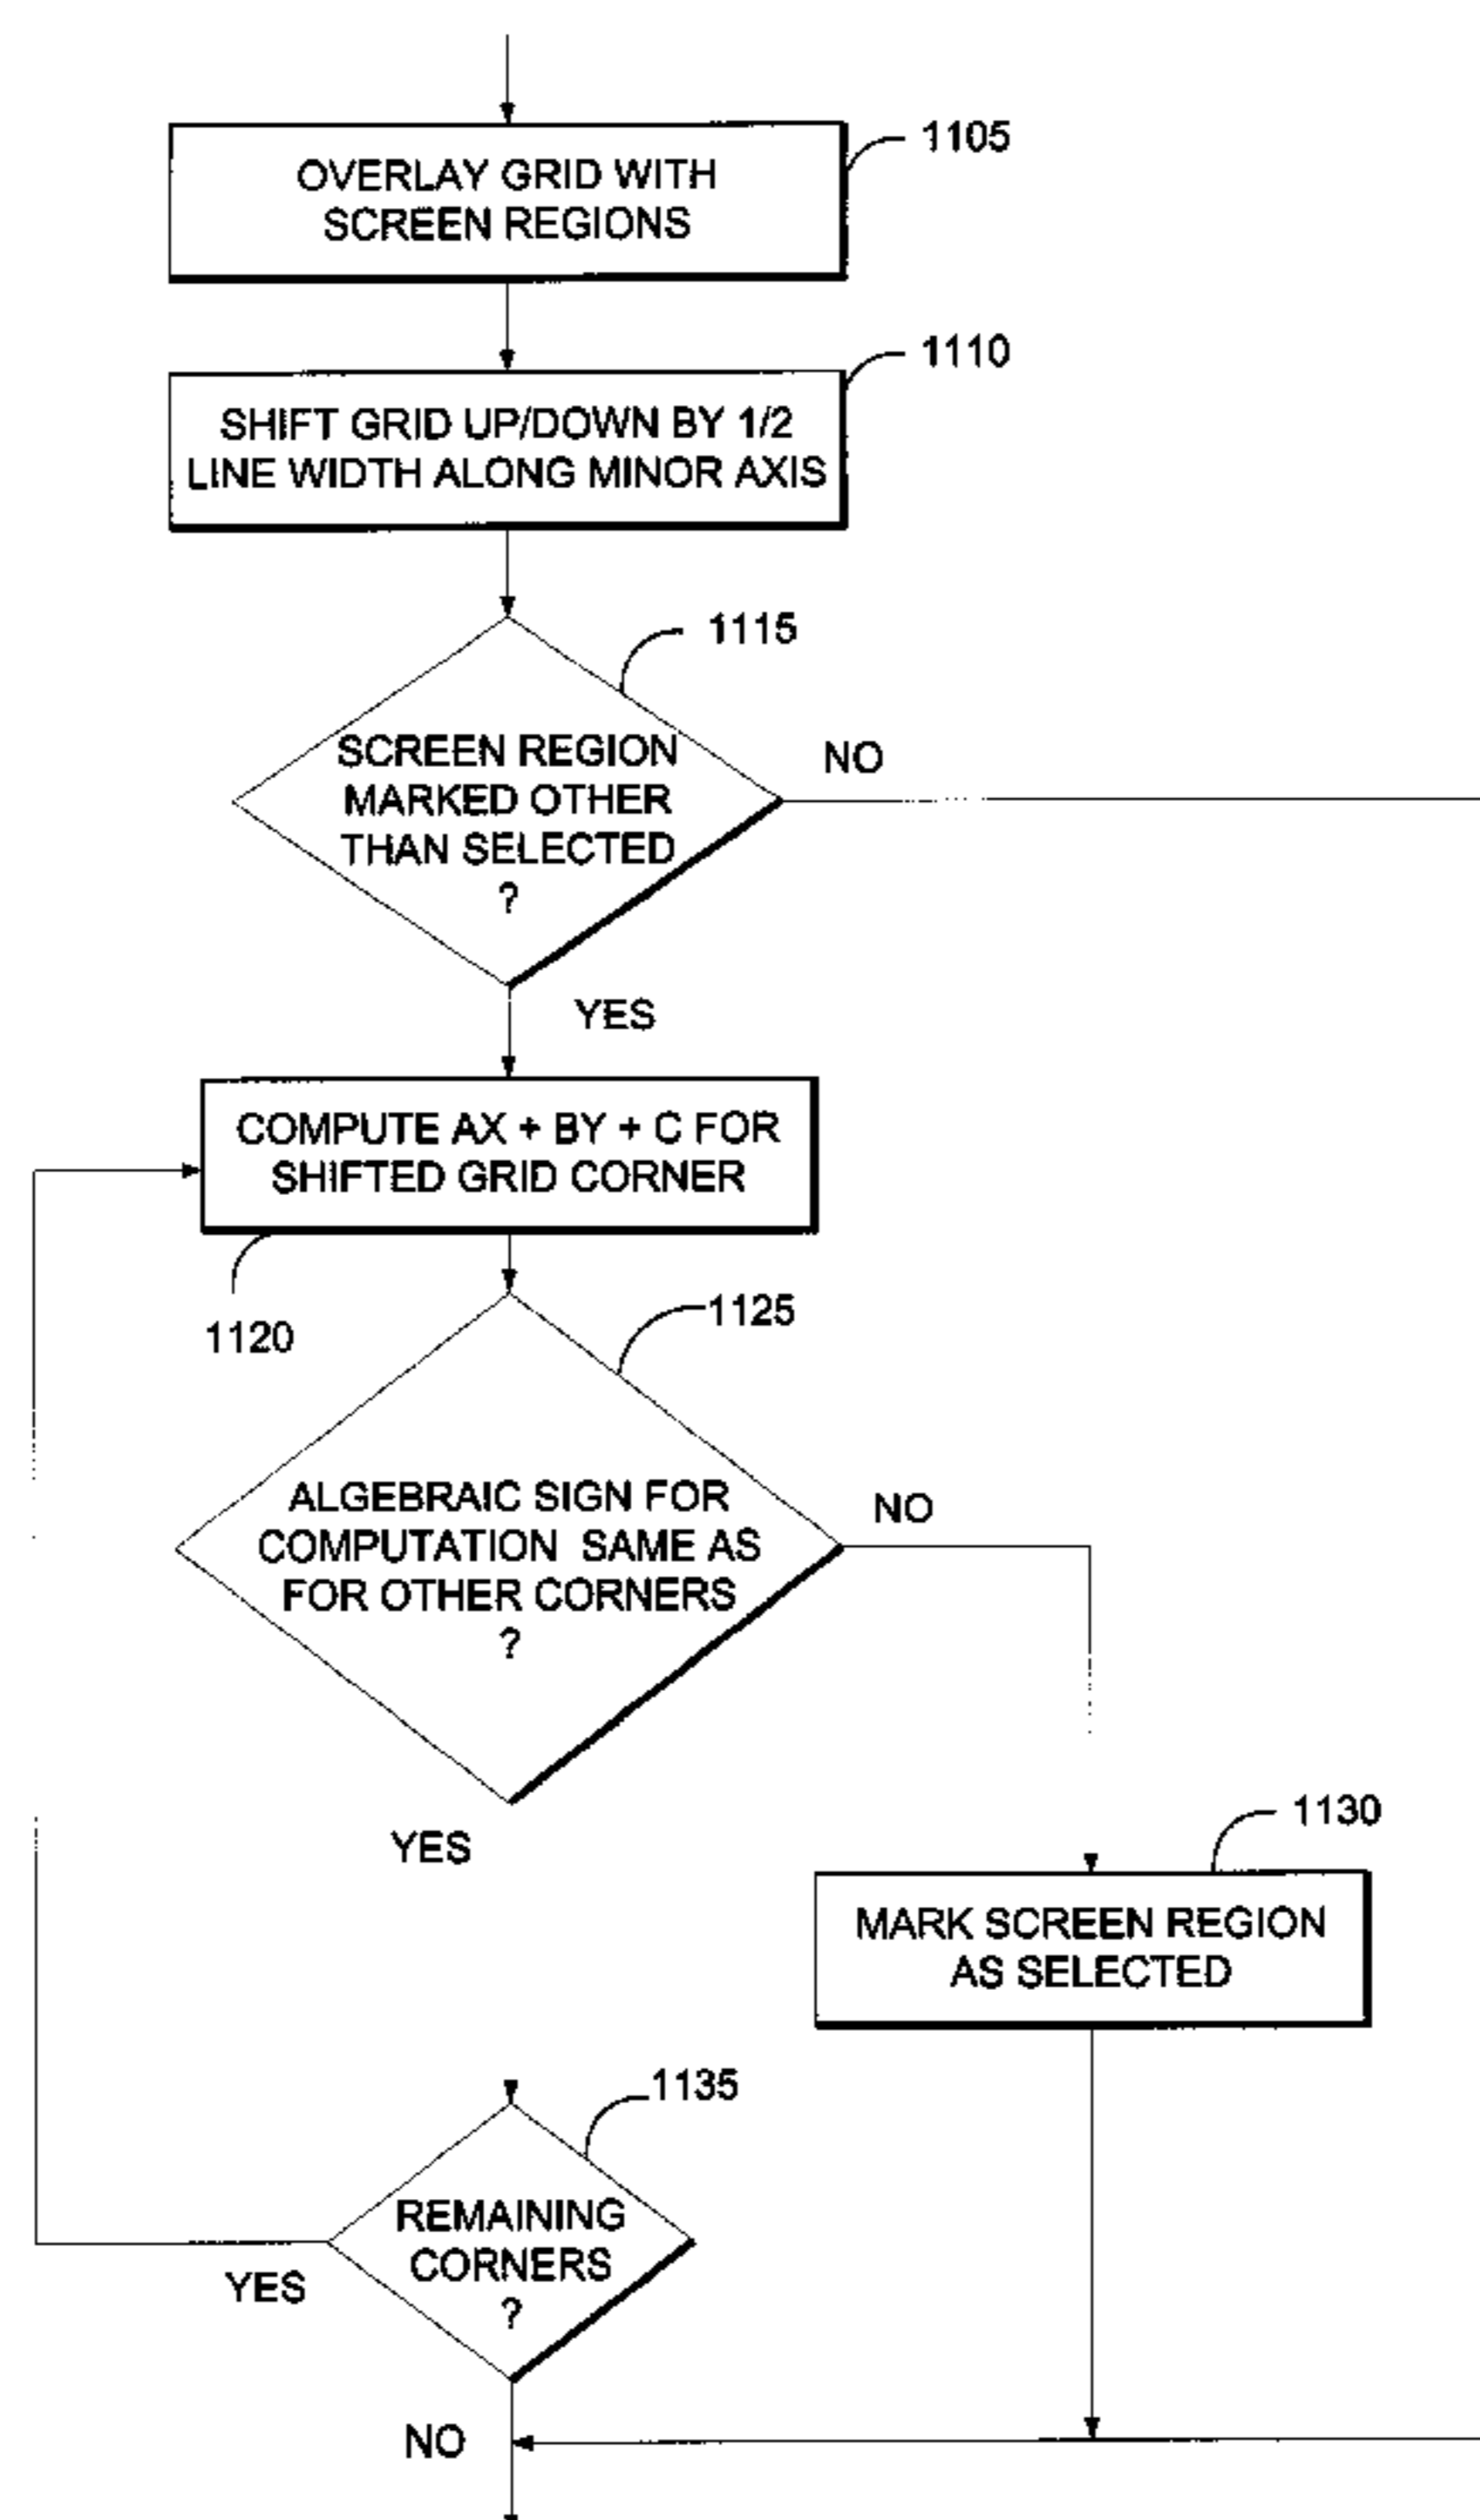 1105
OVERLAY GRID WITH
SCREEN REGIONS
1110
SHIFT GRID UP/DOWN BY 1/2
LINE WIDTH ALONG MINOR AXIS
1115
SCREEN REGION
MARKED OTHER
THAN SELECTED
?
NO
YES
COMPUTE AX + BY + C FOR
SHIFTED GRID CORNER
1120
1125
ALGEBRAIC SIGN FOR
COMPUTATION SAME AS
FOR OTHER CORNERS
?
NO
YES
1130
MARK SCREEN REGION
AS SELECTED
1135
REMAINING
CORNERS
?
YES
NO